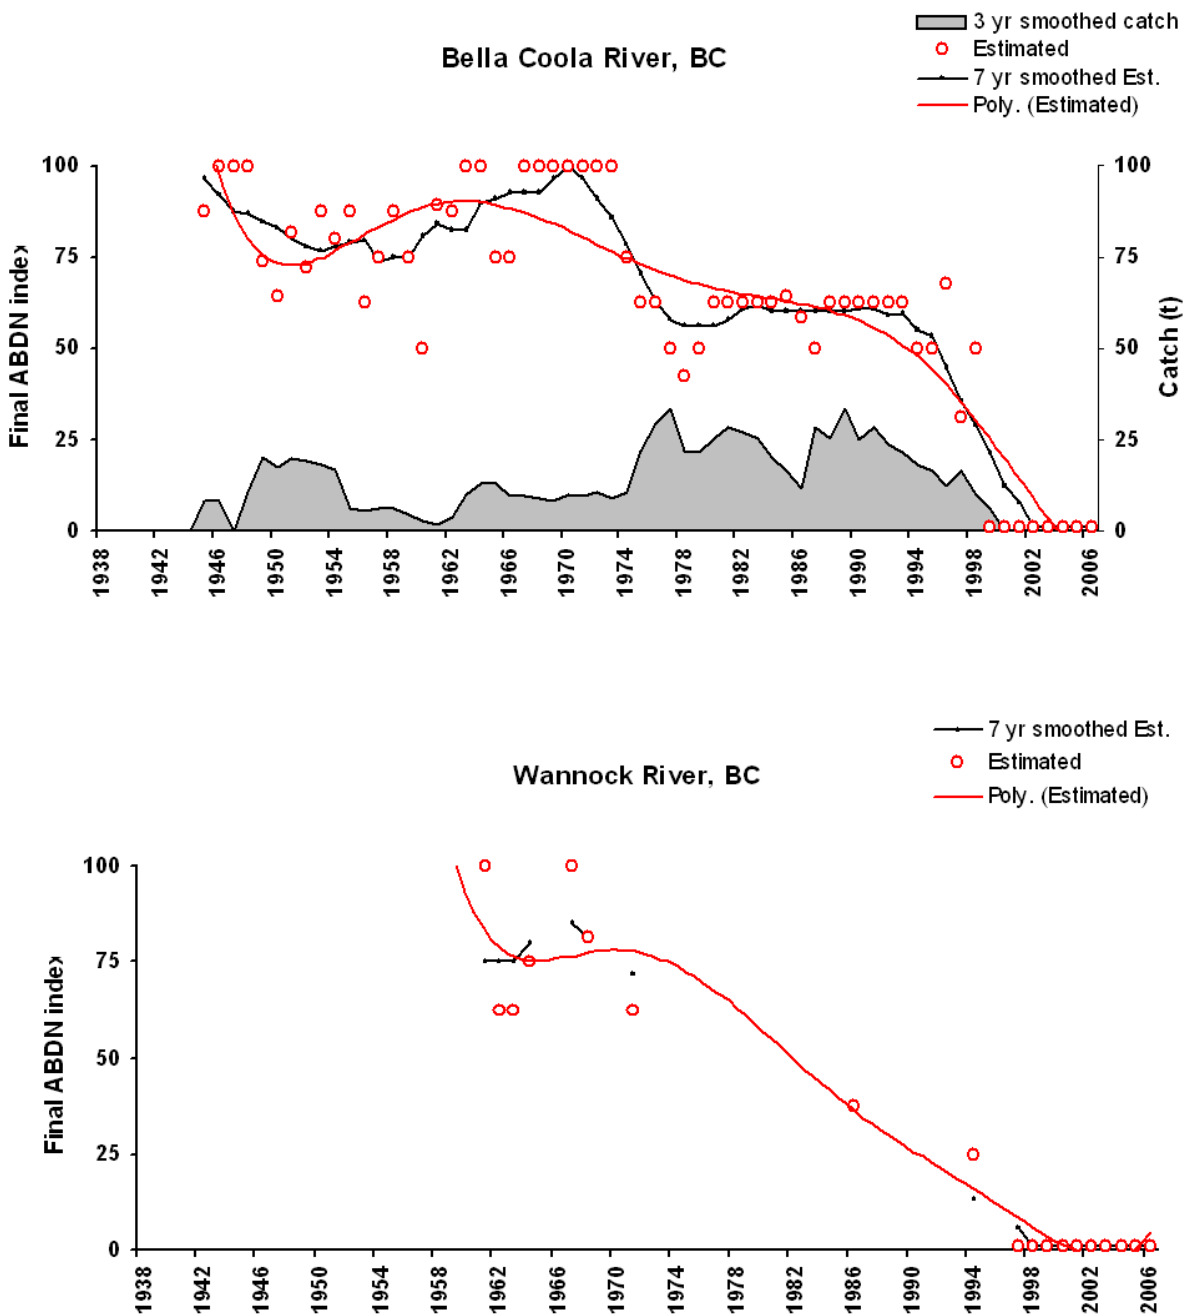 3 yr smoothed catch
Estimated
7 yr smoothed Est.
Poly. (Estimated)
Bella Coola River, BC
Final ABDN index
100
75
50
25
0
100
75
50
25
0
Catch (t)
1938 1942 1946 1950 1954 1958 1962 1966 1970 1974 1978 1982 1986 1990 1994 1998 2002 2006
7 yr smoothed Est.
Estimated
Poly. (Estimated)
Wannock River, BC
Final ABDN index
100
75
50
25
0
1938 1942 1946 1950 1954 1958 1962 1966 1970 1974 1978 1982 1986 1990 1994 1998 2002 2006